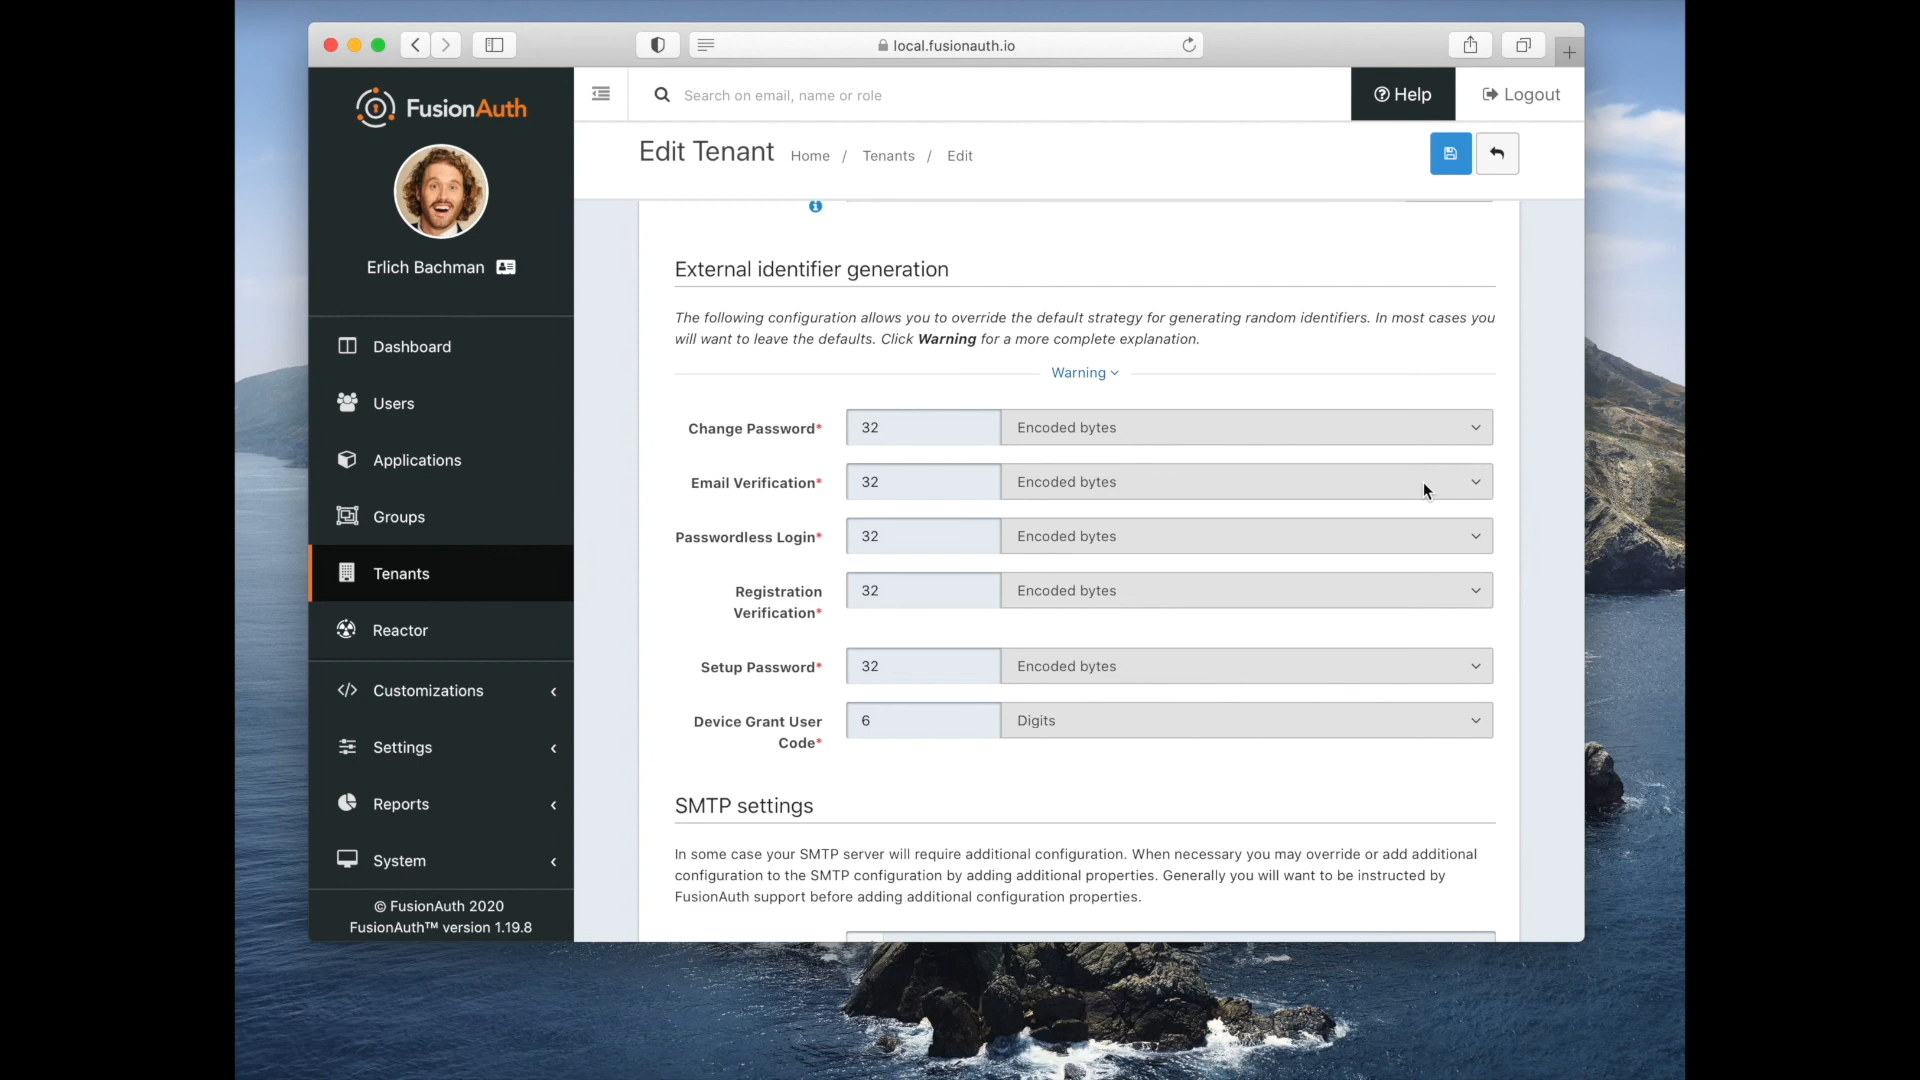 local.fusionauth.io
FusionAuth
Search on email, name or role
Help
Logout
Edit Tenant
Home / Tenants / Edit
Erlich Bachman
Dashboard
Users
Applications
Groups
Tenants
Reactor
Customizations
Settings
Reports
System
© FusionAuth 2020
FusionAuth™ version 1.19.8
External identifier generation
The following configuration allows you to override the default strategy for generating random identifiers. In most cases you
will want to leave the defaults. Click Warning for a more complete explanation.
Warning
Change Password* 32 Encoded bytes
Email Verification* 32 Encoded bytes
Passwordless Login* 32 Encoded bytes
Registration
Verification* 32 Encoded bytes
Setup Password* 32 Encoded bytes
Device Grant User
Code* 6 Digits
SMTP settings
In some case your SMTP server will require additional configuration. When necessary you may override or add additional
configuration to the SMTP configuration by adding additional properties. Generally you will want to be instructed by
FusionAuth support before adding additional configuration properties.